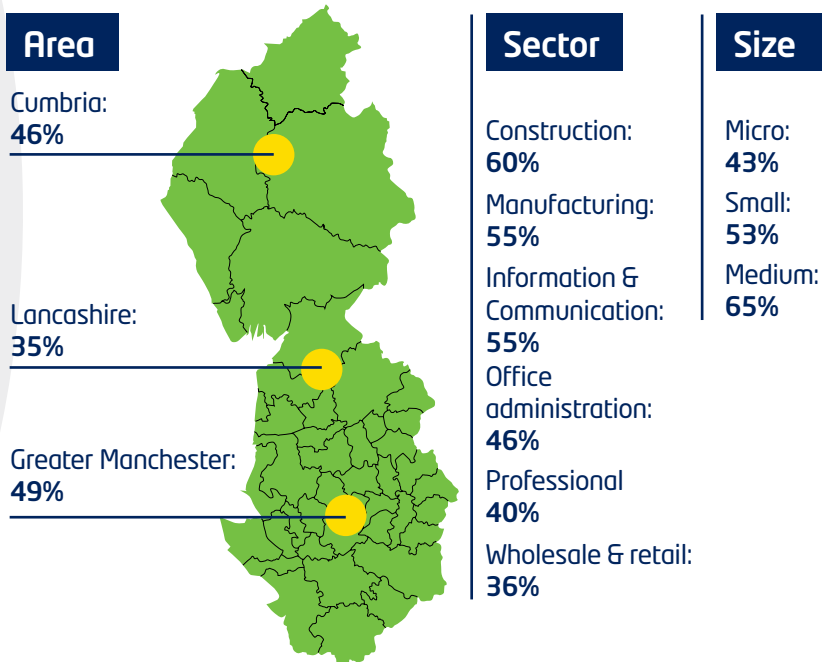 Area
Cumbria:
46%
Lancashire:
35%
Greater Manchester:
49%
Sector
Construction:
60%
Manufacturing:
55%
Information &
Communication:
55%
Office
administration:
46%
Professional
40%
Wholesale & retail:
36%
Size
Micro:
43%
Small:
53%
Medium:
65%